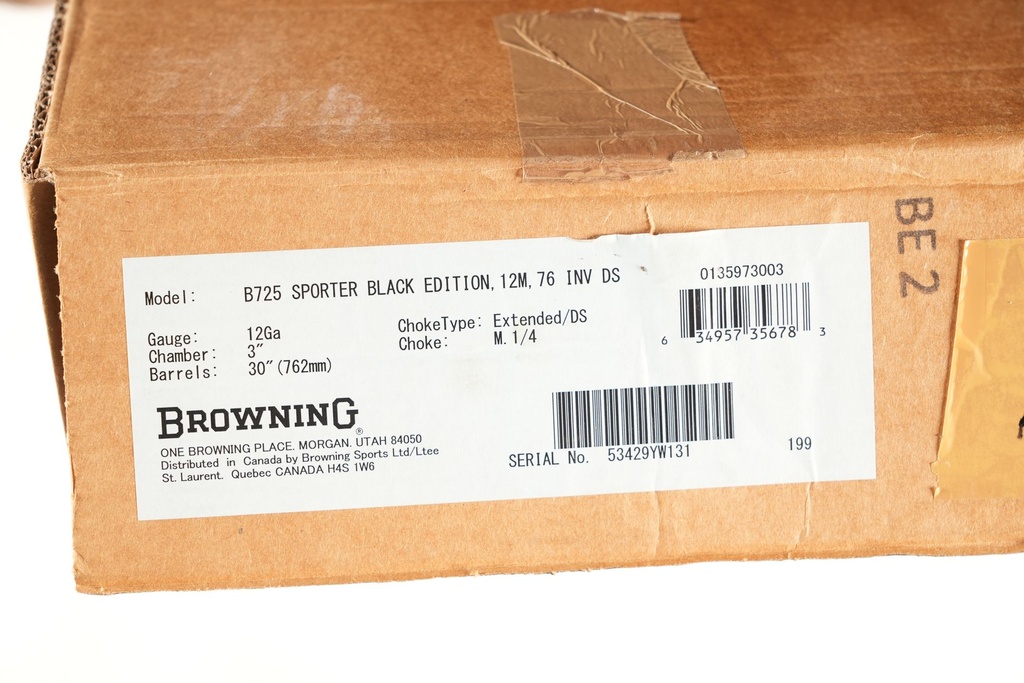 BE 2
Model: B725 SPORTER BLACK EDITION, 12M, 76 INV DS
0135973003
Gauge: 12Ga
Chamber: 3"
Barrels: 30"(762mm)
ChokeType: Extended/DS
Choke: M.1/4
6 34957 35678 3
BROWNING®
ONE BROWNING PLACE. MORGAN. UTAH 84050
Distributed in Canada by Browning Sports Ltd/Ltee
St. Laurent. Quebec CANADA H4S 1W6
SERIAL No. 53429YW131
199